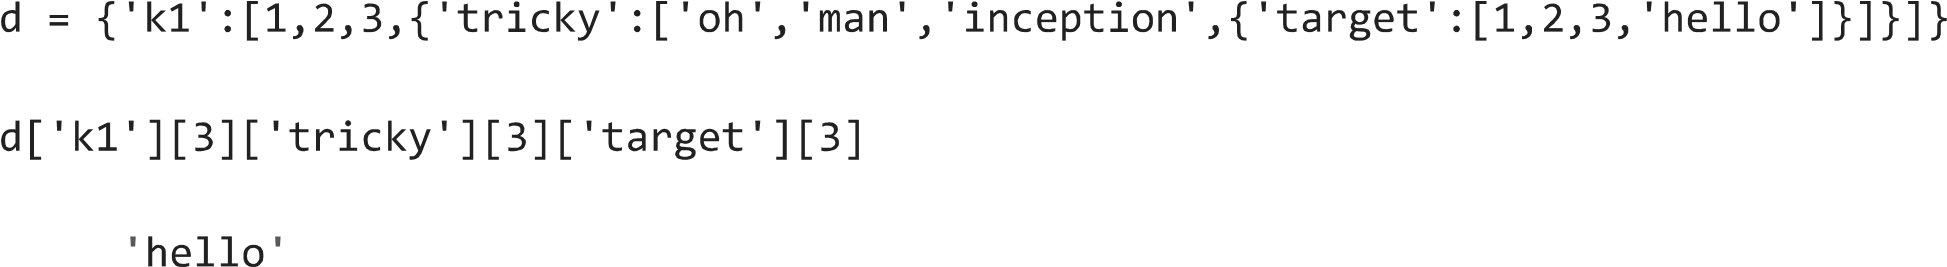 d = {'k1':[1,2,3,{'tricky':['oh','man','inception',{'target':[1,2,3,'hello']}]}]}
d['k1'][3]['tricky'][3]['target'][3]
'hello'